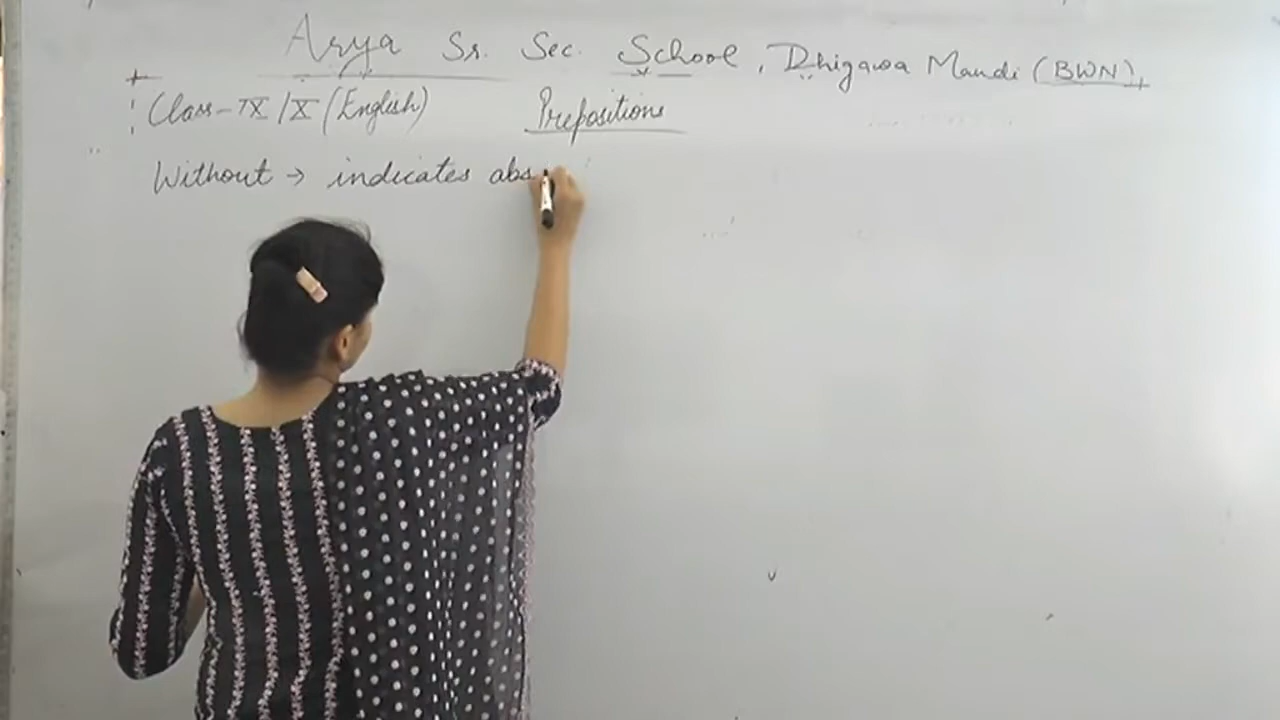 Arya Sr. Sec. School, Dhigawa Mandi (BWN),
Class-IX/X (English) Prepositions
Without → indicates abs